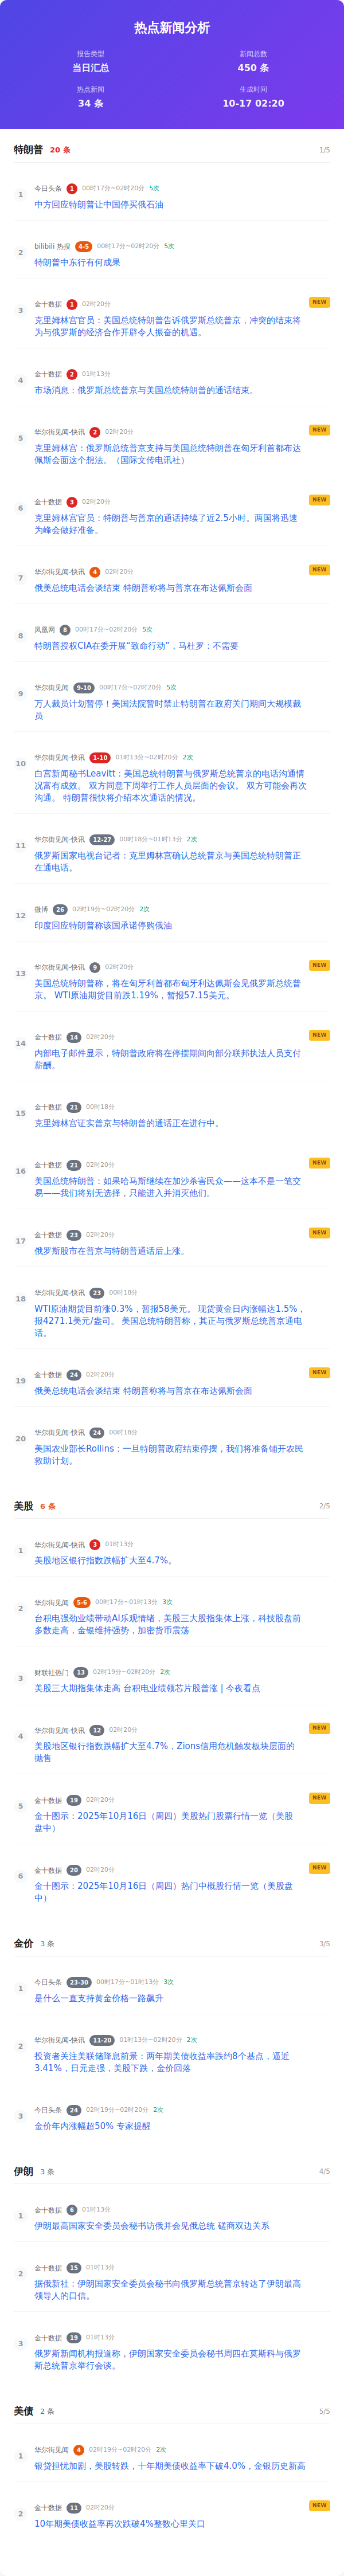 热点新闻分析
报告类型
当日汇总
新闻总数
450 条
热点新闻
34 条
生成时间
10-17 02:20
特朗普 20 条 1/5
1
今日头条 1 00时17分~02时20分 5次
中方回应特朗普让中国停买俄石油
2
bilibili 热搜 4-5 00时17分~02时20分 5次
特朗普中东行有何成果
3
金十数据 1 02时20分 NEW
克里姆林宫官员：美国总统特朗普告诉俄罗斯总统普京，冲突的结束将
为与俄罗斯的经济合作开辟令人振奋的机遇。
4
金十数据 2 01时13分
市场消息：俄罗斯总统普京与美国总统特朗普的通话结束。
5
华尔街见闻-快讯 2 02时20分 NEW
克里姆林宫：俄罗斯总统普京支持与美国总统特朗普在匈牙利首都布达
佩斯会面这个想法。（国际文传电讯社）
6
金十数据 3 02时20分 NEW
克里姆林宫官员：特朗普与普京的通话持续了近2.5小时。两国将迅速
为峰会做好准备。
7
华尔街见闻-快讯 4 02时20分 NEW
俄美总统电话会谈结束 特朗普称将与普京在布达佩斯会面
8
凤凰网 8 00时17分~02时20分 5次
特朗普授权CIA在委开展“致命行动”，马杜罗：不需要
9
华尔街见闻 9-10 00时17分~02时20分 5次
万人裁员计划暂停！美国法院暂时禁止特朗普在政府关门期间大规模裁
员
10
华尔街见闻-快讯 1-10 01时13分~02时20分 2次
白宫新闻秘书Leavitt：美国总统特朗普与俄罗斯总统普京的电话沟通情
况富有成效。 双方同意下周举行工作人员层面的会议。 双方可能会再次
沟通。 特朗普很快将介绍本次通话的情况。
11
华尔街见闻-快讯 12-27 00时18分~01时13分 2次
俄罗斯国家电视台记者：克里姆林宫确认总统普京与美国总统特朗普正
在通电话。
12
微博 26 02时19分~02时20分 2次
印度回应特朗普称该国承诺停购俄油
13
华尔街见闻-快讯 9 02时20分 NEW
美国总统特朗普称，将在匈牙利首都布匈牙利达佩斯会见俄罗斯总统普
京。 WTI原油期货目前跌1.19%，暂报57.15美元。
14
金十数据 14 02时20分 NEW
内部电子邮件显示，特朗普政府将在停摆期间向部分联邦执法人员支付
薪酬。
15
金十数据 21 00时18分
克里姆林宫证实普京与特朗普的通话正在进行中。
16
金十数据 21 02时20分 NEW
美国总统特朗普：如果哈马斯继续在加沙杀害民众——这本不是一笔交
易——我们将别无选择，只能进入并消灭他们。
17
金十数据 23 02时20分 NEW
俄罗斯股市在普京与特朗普通话后上涨。
18
华尔街见闻-快讯 23 00时18分
WTI原油期货目前涨0.3%，暂报58美元。 现货黄金日内涨幅达1.5%，
报4271.1美元/盎司。 美国总统特朗普称，其正与俄罗斯总统普京通电
话。
19
金十数据 24 02时20分 NEW
俄美总统电话会谈结束 特朗普称将与普京在布达佩斯会面
20
华尔街见闻-快讯 24 00时18分
美国农业部长Rollins：一旦特朗普政府结束停摆，我们将准备铺开农民
救助计划。
美股 6 条 2/5
1
华尔街见闻-快讯 3 01时13分
美股地区银行指数跌幅扩大至4.7%。
2
华尔街见闻 5-6 00时17分~01时13分 3次
台积电强劲业绩带动AI乐观情绪，美股三大股指集体上涨，科技股盘前
多数走高，金银维持强势，加密货币震荡
3
财联社热门 13 02时19分~02时20分 2次
美股三大期指集体走高 台积电业绩领芯片股普涨 | 今夜看点
4
华尔街见闻-快讯 12 02时20分 NEW
美股地区银行指数跌幅扩大至4.7%，Zions信用危机触发板块层面的
抛售
5
金十数据 19 02时20分 NEW
金十图示：2025年10月16日（周四）美股热门股票行情一览（美股
盘中）
6
金十数据 20 02时20分 NEW
金十图示：2025年10月16日（周四）热门中概股行情一览（美股盘
中）
金价 3 条 3/5
1
今日头条 23-30 00时17分~01时13分 3次
是什么一直支持黄金价格一路飙升
2
华尔街见闻-快讯 11-20 01时13分~02时20分 2次
投资者关注美联储降息前景：两年期美债收益率跌约8个基点，逼近
3.41%，日元走强，美股下跌，金价回落
3
今日头条 24 02时19分~02时20分 2次
金价年内涨幅超50% 专家提醒
伊朗 3 条 4/5
1
金十数据 6 01时13分
伊朗最高国家安全委员会秘书访俄并会见俄总统 磋商双边关系
2
金十数据 15 01时13分
据俄新社：伊朗国家安全委员会秘书向俄罗斯总统普京转达了伊朗最高
领导人的口信。
3
金十数据 19 01时13分
俄罗斯新闻机构报道称，伊朗国家安全委员会秘书周四在莫斯科与俄罗
斯总统普京举行会谈。
美债 2 条 5/5
1
华尔街见闻 4 02时19分~02时20分 2次
银贷担忧加剧，美股转跌，十年期美债收益率下破4.0%，金银历史新高
2
金十数据 11 02时20分 NEW
10年期美债收益率再次跌破4%整数心里关口